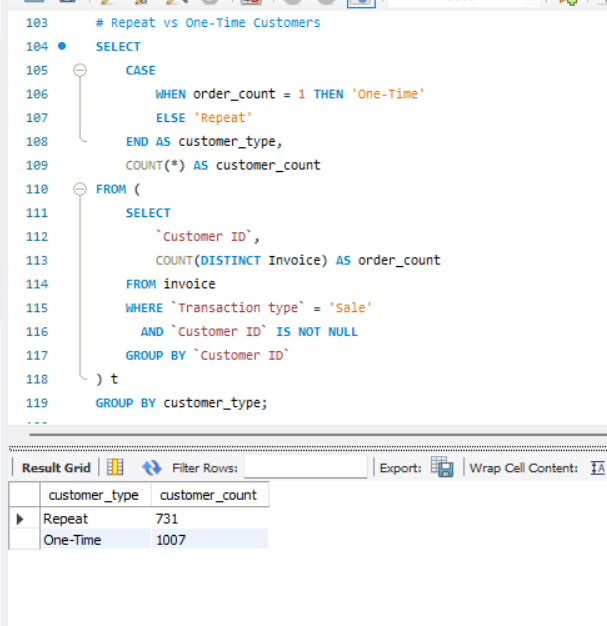 103 # Repeat vs One-Time Customers
104 SELECT
105 CASE
106 WHEN order_count = 1 THEN 'One-Time'
107 ELSE 'Repeat'
108 END AS customer_type,
109 COUNT(*) AS customer_count
110 FROM (
111 SELECT
112 `Customer ID`,
113 COUNT(DISTINCT Invoice) AS order_count
114 FROM invoice
115 WHERE `Transaction type` = 'Sale'
116 AND `Customer ID` IS NOT NULL
117 GROUP BY `Customer ID`
118 ) t
119 GROUP BY customer_type;
Result Grid Filter Rows: Export: Wrap Cell Content: IA
customer_type customer_count
Repeat 731
One-Time 1007